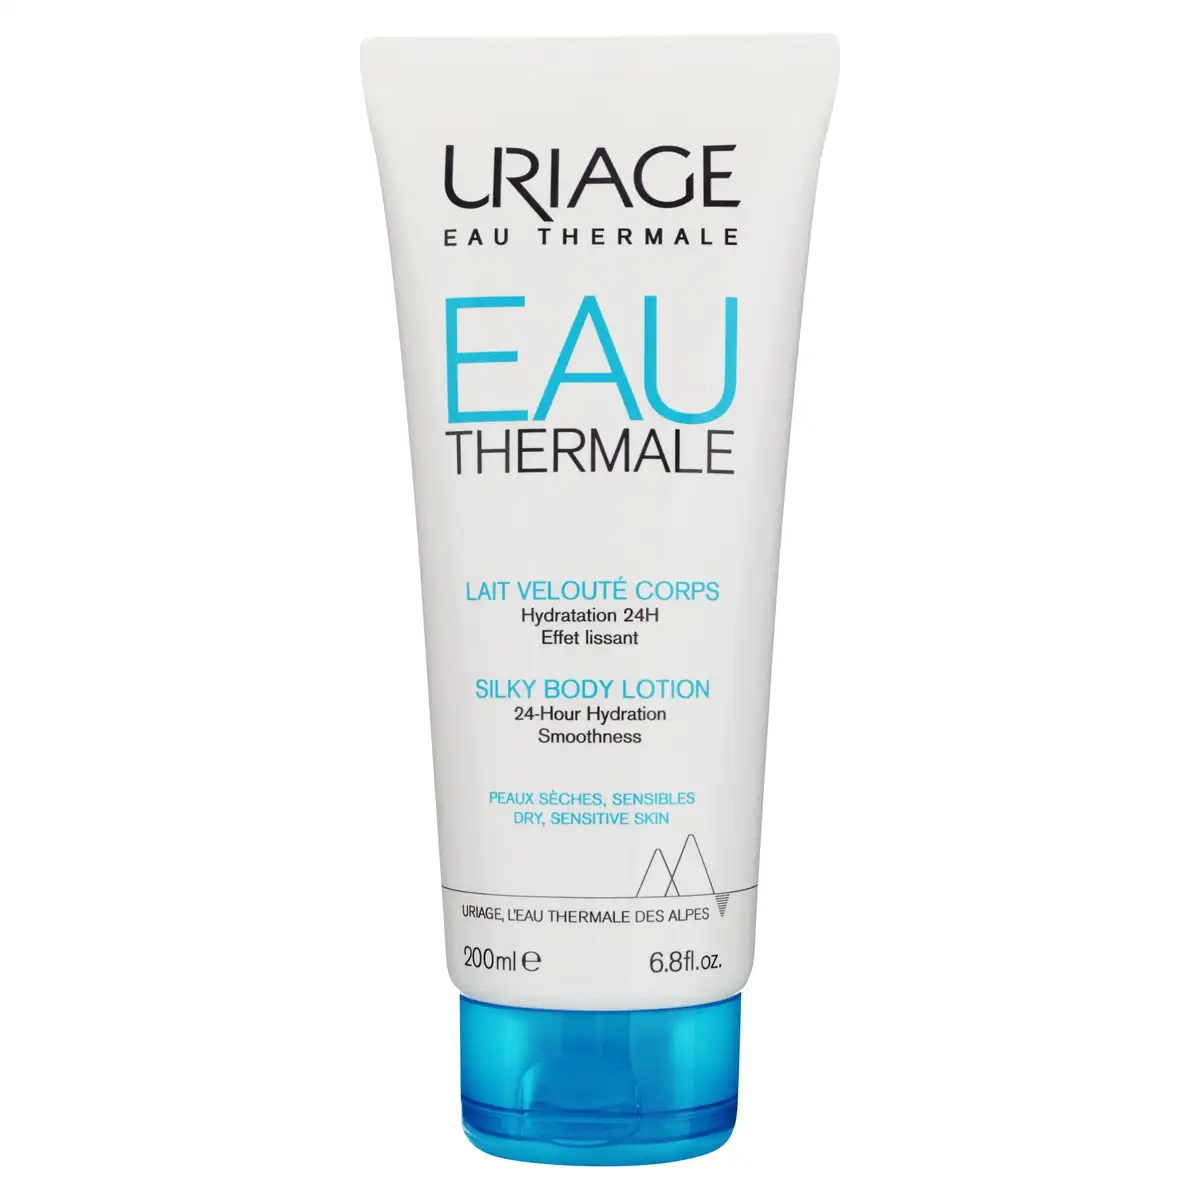 URIAGE
EAU THERMALE
EAU
THERMALE
LAIT VELOUTÉ CORPS
Hydratation 24H
Effet lissant
SILKY BODY LOTION
24-Hour Hydration
Smoothness
PEAUX SÈCHES, SENSIBLES
DRY, SENSITIVE SKIN
URIAGE, L'EAU THERMALE DES ALPES
200ml ℮ 6.8fl.oz.